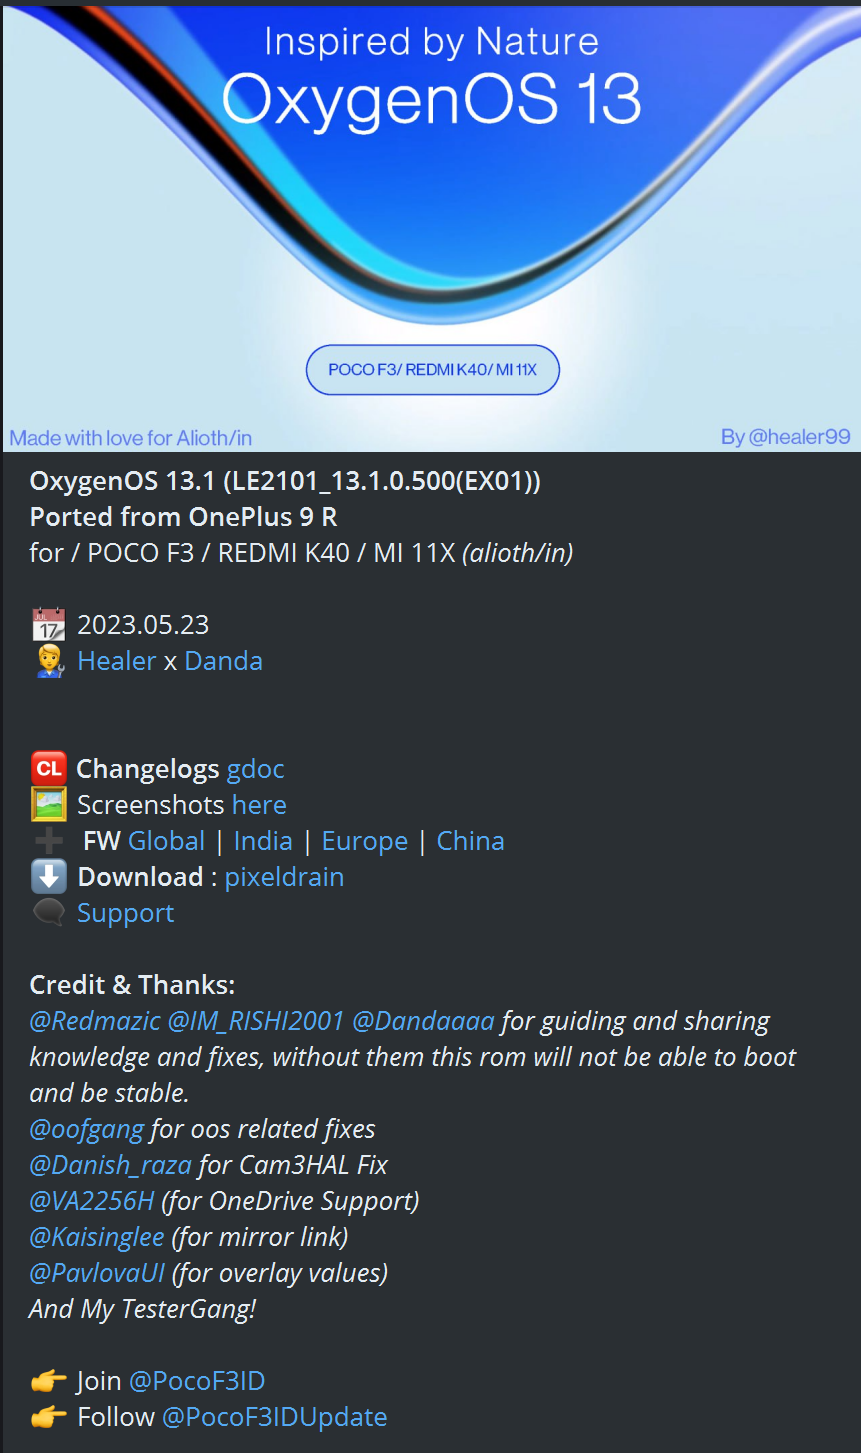 Inspired by Nature
OxygenOS 13
POCO F3/ REDMI K40/ MI 11X
Made with love for Alioth/in
By @healer99
OxygenOS 13.1 (LE2101_13.1.0.500(EX01))
Ported from OnePlus 9 R
for / POCO F3 / REDMI K40 / MI 11X (alioth/in)
JUL 17 2023.05.23
Healer x Danda
CL Changelogs gdoc
Screenshots here
FW Global | India | Europe | China
Download : pixeldrain
Support
Credit & Thanks:
@Redmazic @IM_RISHI2001 @Dandaaaa for guiding and sharing
knowledge and fixes, without them this rom will not be able to boot
and be stable.
@oofgang for oos related fixes
@Danish_raza for Cam3HAL Fix
@VA2256H (for OneDrive Support)
@Kaisinglee (for mirror link)
@PavlovaUI (for overlay values)
And My TesterGang!
Join @PocoF3ID
Follow @PocoF3IDUpdate